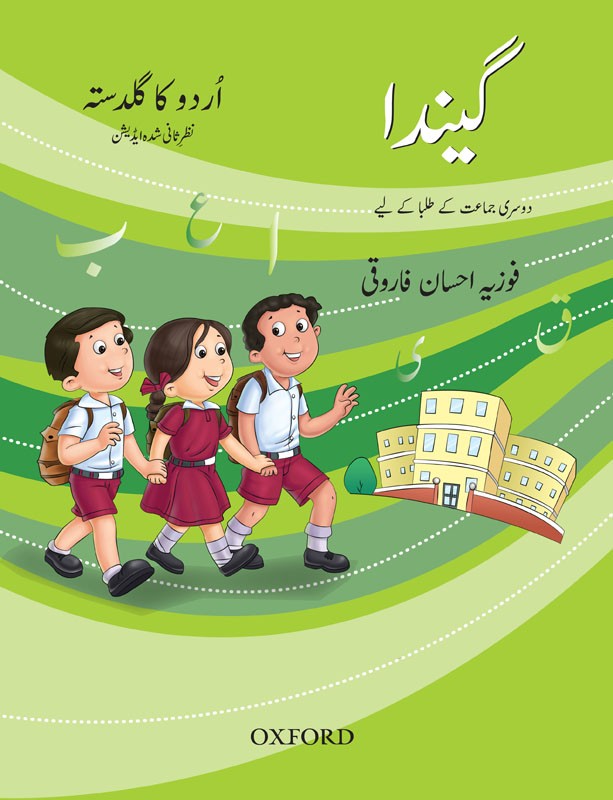 گیندا
اُردو کا گلدستہ
نظرِ ثانی شدہ ایڈیشن
دوسری جماعت کے طلبا کے لیے
فوزیہ احسان فاروقی
ا ع ب
ق ی
OXFORD